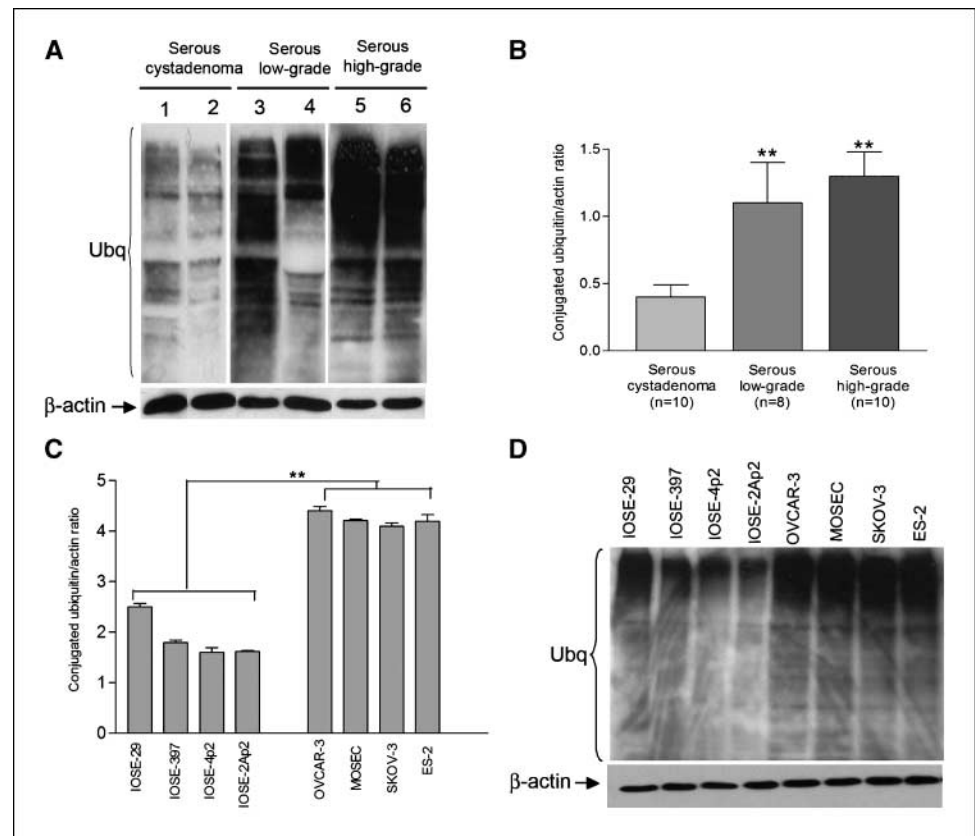 A
Serous cystadenoma
Serous low-grade
Serous high-grade
1 2 3 4 5 6
Ubq
β-actin
B
Conjugated ubiquitin/actin ratio
1.5
1.0
0.5
0.0
** **
Serous cystadenoma (n=10)
Serous low-grade (n=8)
Serous high-grade (n=10)
C
Conjugated ubiquitin/actin ratio
5
4
3
2
1
0
**
IOSE-29
IOSE-397
IOSE-4p2
IOSE-2Ap2
OVCAR-3
MOSEC
SKOV-3
ES-2
D
IOSE-29
IOSE-397
IOSE-4p2
IOSE-2Ap2
OVCAR-3
MOSEC
SKOV-3
ES-2
Ubq
β-actin